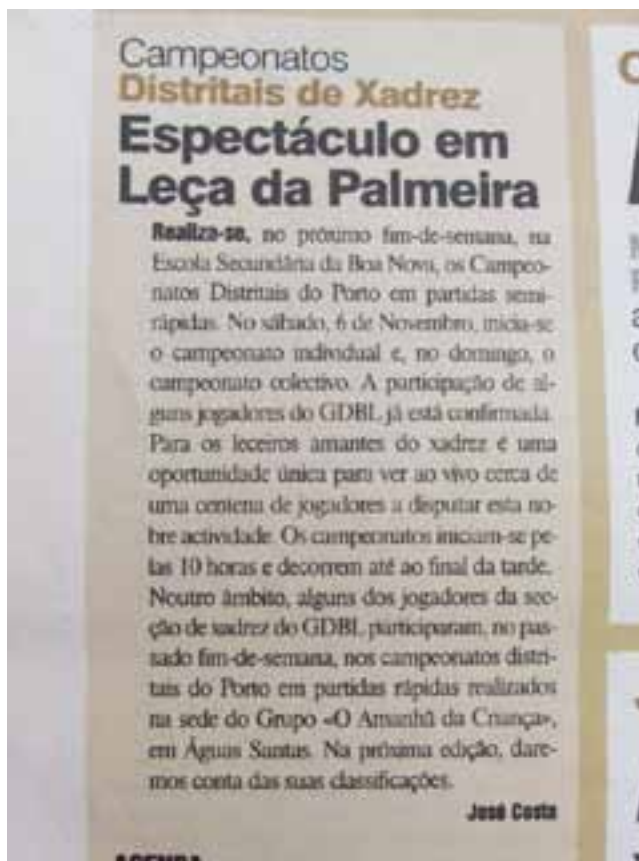 Campeonatos
Distritais de Xadrez
Espectáculo em
Leça da Palmeira
Realiza-se, no próximo fim-de-semana, na
Escola Secundária da Boa Nova, os Campeo-
natos Distritais do Porto em partidas semi-
rápidas. No sábado, 6 de Novembro, inicia-se
o campeonato individual e, no domingo, o
campeonato colectivo. A participação de al-
guns jogadores do GDBL já está confirmada.
Para os leceiros amantes do xadrez é uma
oportunidade única para ver ao vivo cerca de
uma centena de jogadores a disputar esta no-
bre actividade. Os campeonatos iniciam-se pe-
las 10 horas e decorrem até ao final da tarde.
Noutro âmbito, alguns dos jogadores da sec-
ção de xadrez do GDBL participaram, no pas-
sado fim-de-semana, nos campeonatos distri-
tais do Porto em partidas rápidas realizados
na sede do Grupo «O Amanhã da Criança»,
em Águas Santas. Na próxima edição, dare-
mos conta das suas classificações.
José Costa
AGENDA